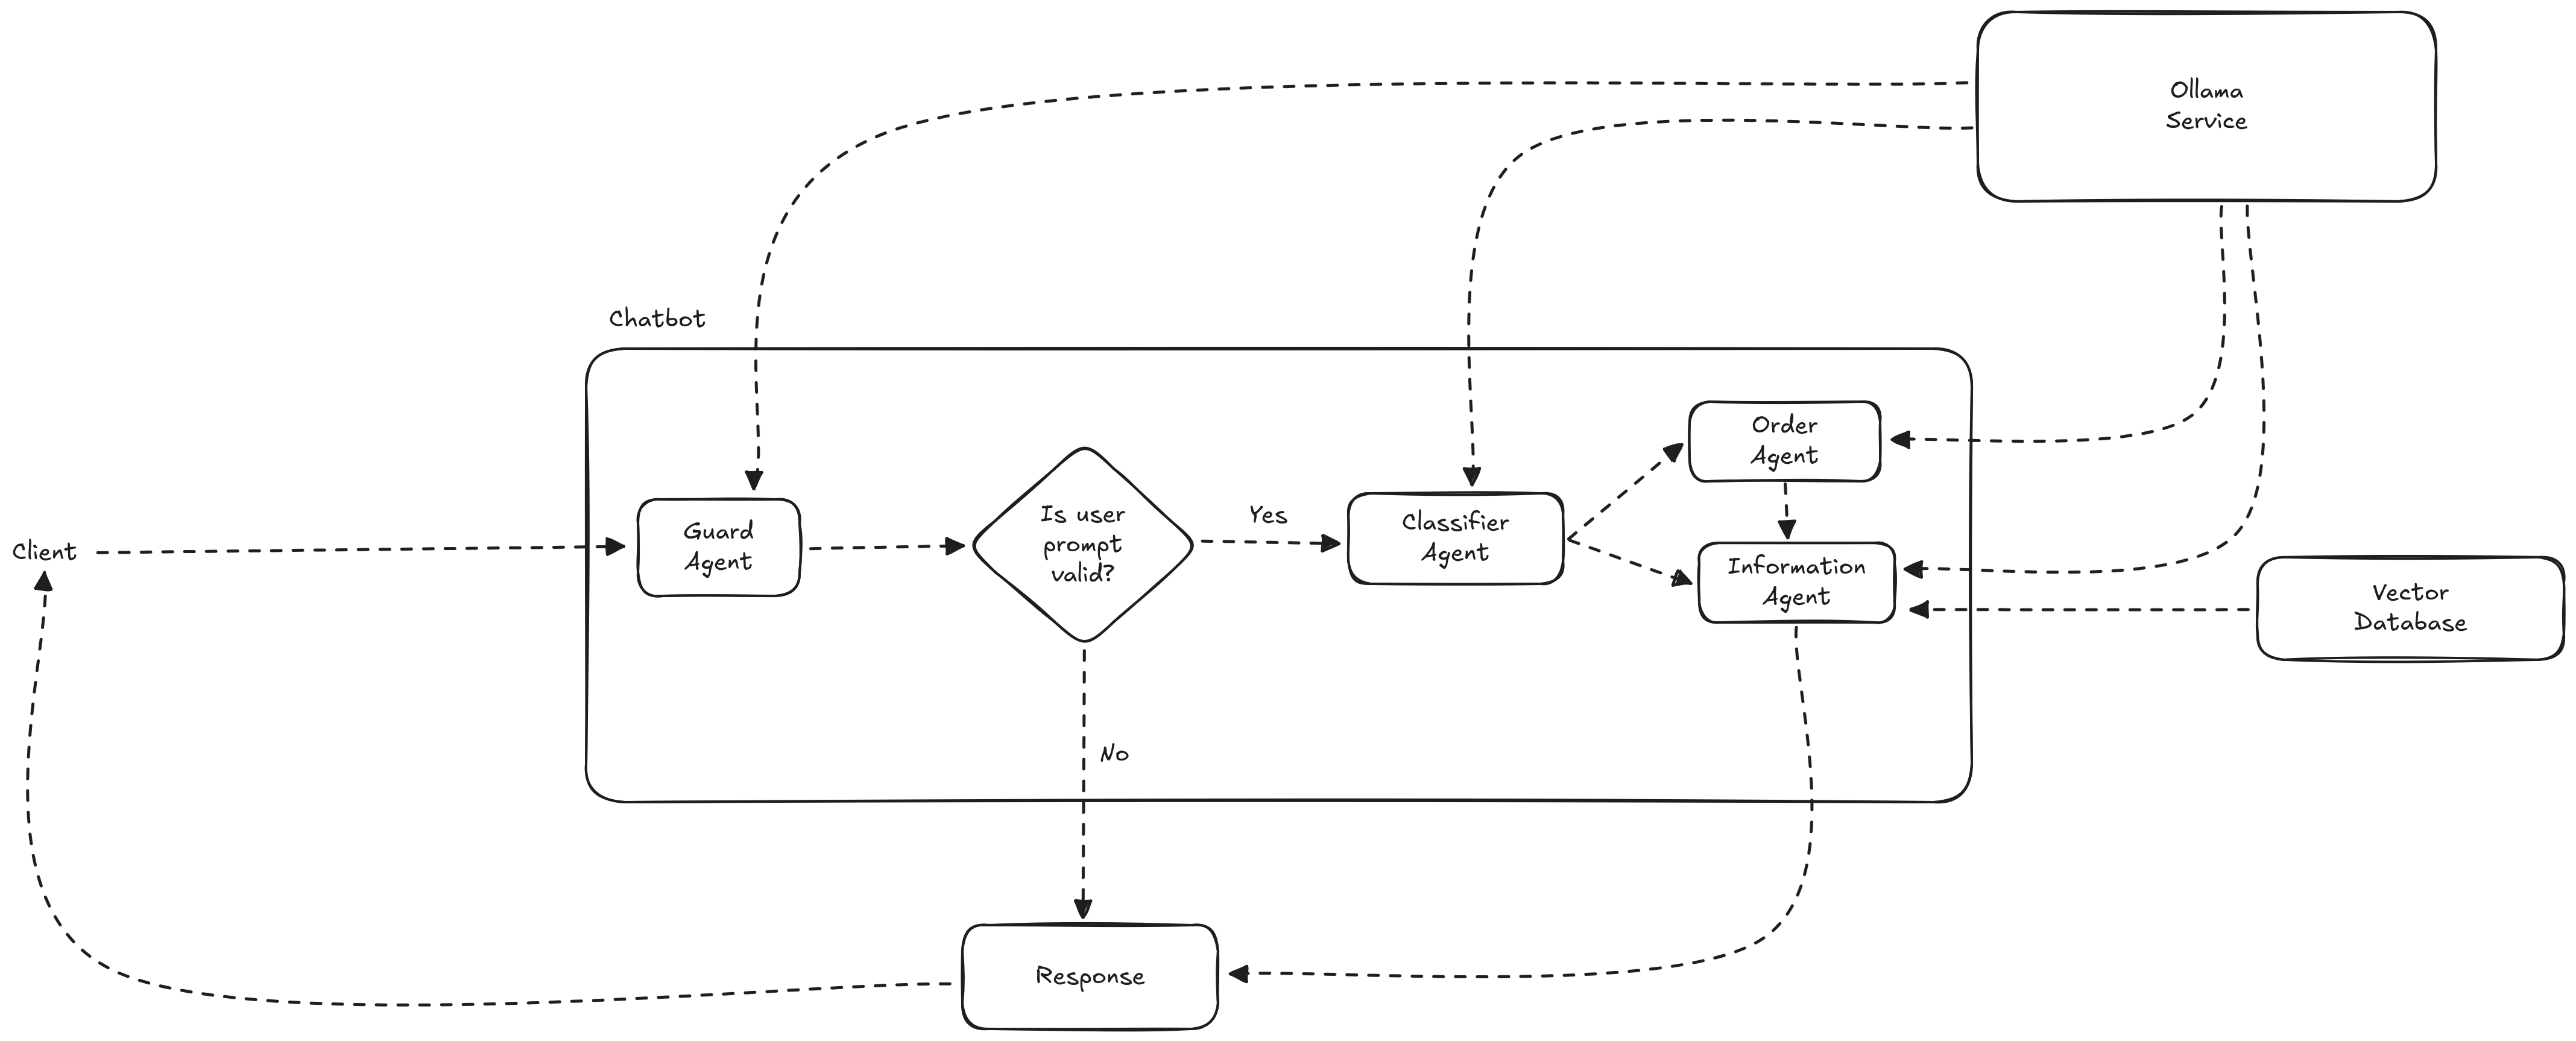 Ollama
Service
Chatbot
Order
Agent
Guard
Agent
Is user
prompt
valid?
Yes
Classifier
Agent
Client
Information
Agent
Vector
Database
No
Response